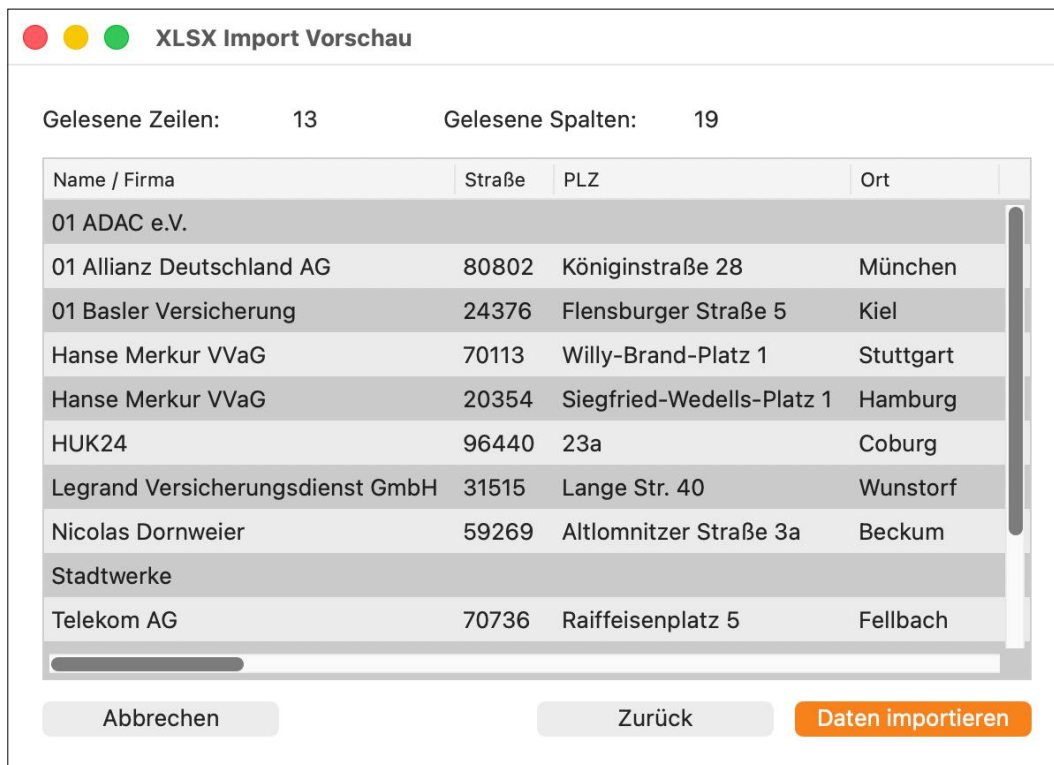 XLSX Import Vorschau
Gelesene Zeilen: 13 Gelesene Spalten: 19
Name / Firma Straße PLZ Ort
01 ADAC e.V.
01 Allianz Deutschland AG 80802 Königinstraße 28 München
01 Basler Versicherung 24376 Flensburger Straße 5 Kiel
Hanse Merkur VVaG 70113 Willy-Brand-Platz 1 Stuttgart
Hanse Merkur VVaG 20354 Siegfried-Wedells-Platz 1 Hamburg
HUK24 96440 23a Coburg
Legrand Versicherungsdienst GmbH 31515 Lange Str. 40 Wunstorf
Nicolas Dornweier 59269 Altlomnitzer Straße 3a Beckum
Stadtwerke
Telekom AG 70736 Raiffeisenplatz 5 Fellbach
Abbrechen Zurück Daten importieren